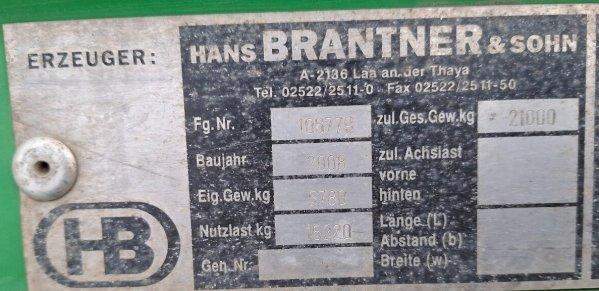 ERZEUGER:
HANS BRANTNER & SOHN
A-2136 Laa an der Thaya
Tel. 02522/2511-0 · Fax 02522/2511-50
Fg. Nr.
zul. Ges. Gew. kg * 21000
Baujahr 2008
zul. Achslast
vorne
hinten
Eig. Gew. kg
Nutzlast kg
Länge (L)
Abstand (b)
Breite (w)
Gen. Nr.
HB